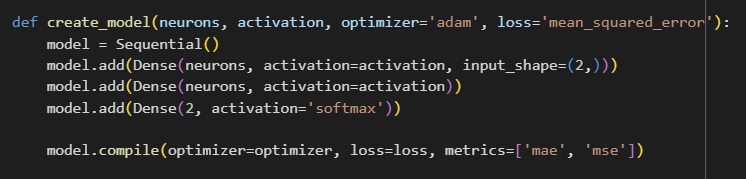 def create_model(neurons, activation, optimizer='adam', loss='mean_squared_error'):
    model = Sequential()
    model.add(Dense(neurons, activation=activation, input_shape=(2,)))
    model.add(Dense(neurons, activation=activation))
    model.add(Dense(2, activation='softmax'))

    model.compile(optimizer=optimizer, loss=loss, metrics=['mae', 'mse'])